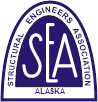 STRUCTURAL ENGINEERS ASSOCIATION
SEA
ALASKA